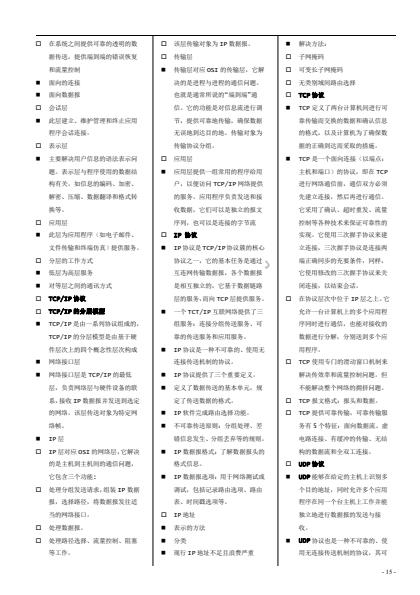 □ 在系统之间提供可靠的透明的数
据传送，提供端到端的错误恢复
和流量控制
■ 面向的连接
■ 面向数据报
□ 会话层
■ 此层建立、维护管理和终止应用
程序会话连接。
□ 表示层
■ 主要解决用户信息的语法表示问
题。表示层与程序使用的数据结
构有关，如信息的编码、加密、
解密、压缩、数据翻译和格式转
换等。
□ 应用层
■ 此层为应用程序（如电子邮件、
文件传输和终端仿真）提供服务。
□ 分层的工作方式
■ 低层为高层服务
■ 对等层之间的通讯方式
□ TCP/IP 协议
□ TCP/IP 的分层模型
■ TCP/IP 是由一系列协议组成的，
TCP/IP 的分层模型是由基于硬
件层次上的四个概念性层次构成
■ 网络接口层
■ 网络接口层是 TCP/IP 的最低
层，负责网络层与硬件设备的联
系，接收 IP 数据报并发送到选定
的网络。该层传送对象为特定网
络帧。
■ IP 层
□ IP 层对应 OSI 的网络层，它解决
的是主机到主机间的通信问题，
它包含三个功能：
□ 处理分组发送请求，组装 IP 数据
报，选择路径，将数据报发往适
当的网络接口。
□ 处理数据报。
□ 处理路径选择、流量控制、阻塞
等工作。
□ 该层传输对象为 IP 数据报。
□ 传输层
■ 传输层对应 OSI 的传输层，它解
决的是进程与进程的通信问题，
也就是通常所说的"端到端"通
信。它的功能是对信息流进行调
节，提供可靠地传输，确保数据
无误地到达目的地。传输对象为
传输协议分组。
□ 应用层
■ 应用层提供一组常用的程序给用
户，以便访问 TCP/IP 网络提供
的服务。应用程序负责发送和接
收数据，它们可以是独立的报文
序列，也可以是连接的字节流
□ IP 协议
■ IP 协议是 TCP/IP 协议簇的核心
协议之一，它的基本任务是通过
互连网传输数据报，各个数据报
是相互独立的。它基于数据链路
层的服务，而向 TCP 层提供服务。
■ 一个 TCT/IP 互联网络提供了三
组服务：连接分组传送服务、可
靠的传送服务和应用服务。
■ IP 协议是一种不可靠的、使用无
连接传送机制的协议。
■ IP 协议提供了三个重要定义。
■ 定义了数据传送的基本单元，规
定了传送数据的格式。
■ IP 软件完成路由选择功能。
■ 不可靠传送原则：分组处理、差
错信息发生、分组丢弃等的规则。
■ IP 数据报格式：了解数据报头的
格式信息。
■ IP 数据报选项，用于网络测试或
调试，包括记录路由选项、路由
表、时间戳选项等。
□ IP 地址
■ 表示的方法
■ 分类
■ 现行 IP 地址不足且浪费严重
■ 解决方法：
□ 子网掩码
□ 可变长子网掩码
□ 无类别域间路由选择
□ TCP 协议
■ TCP 定义了两台计算机间进行可
靠传输而交换的数据和确认信息
的格式，以及计算机为了确保数
据的正确到达而采取的措施。
■ TCP 是一个面向连接（以端点：
主机和端口）的协议，即在 TCP
进行网络通信前，通信双方必须
先建立连接，然后再进行通信。
它采用了确认、超时重发、流量
控制等各种技术来保证可靠性的
实现。它使用三次握手协议来建
立连接，三次握手协议是连接两
端正确同步的充要条件，同样，
它使用修改的三次握手协议来关
闭连接，以结束会话。
□ 在协议层次中位于 IP 层之上，它
允许一台计算机上的多个应用程
序同时进行通信，也能对接收的
数据进行分解，分别送到多个应
用程序。
□ TCP 使用专门的滑动窗口机制来
解决传效率和流量控制问题，但
不能解决整个网络的拥挤问题。
□ TCP 报文格式：报头和数据。
□ TCP 提供可靠传输，可靠传输服
务有 5 个特征：面向数据流、虚
电路连接、有缓冲的传输、无结
构的数据流和全双工连接。
□ UDP 协议
■ UDP 能够在给定的主机上识别多
个目的地址，同时允许多个应用
程序在同一个台主机上工作并能
独立地进行数据报的发送与接
收。
■ UDP 协议也是一种不可靠的、使
用无连接传送机制的协议，其可
- 15 -